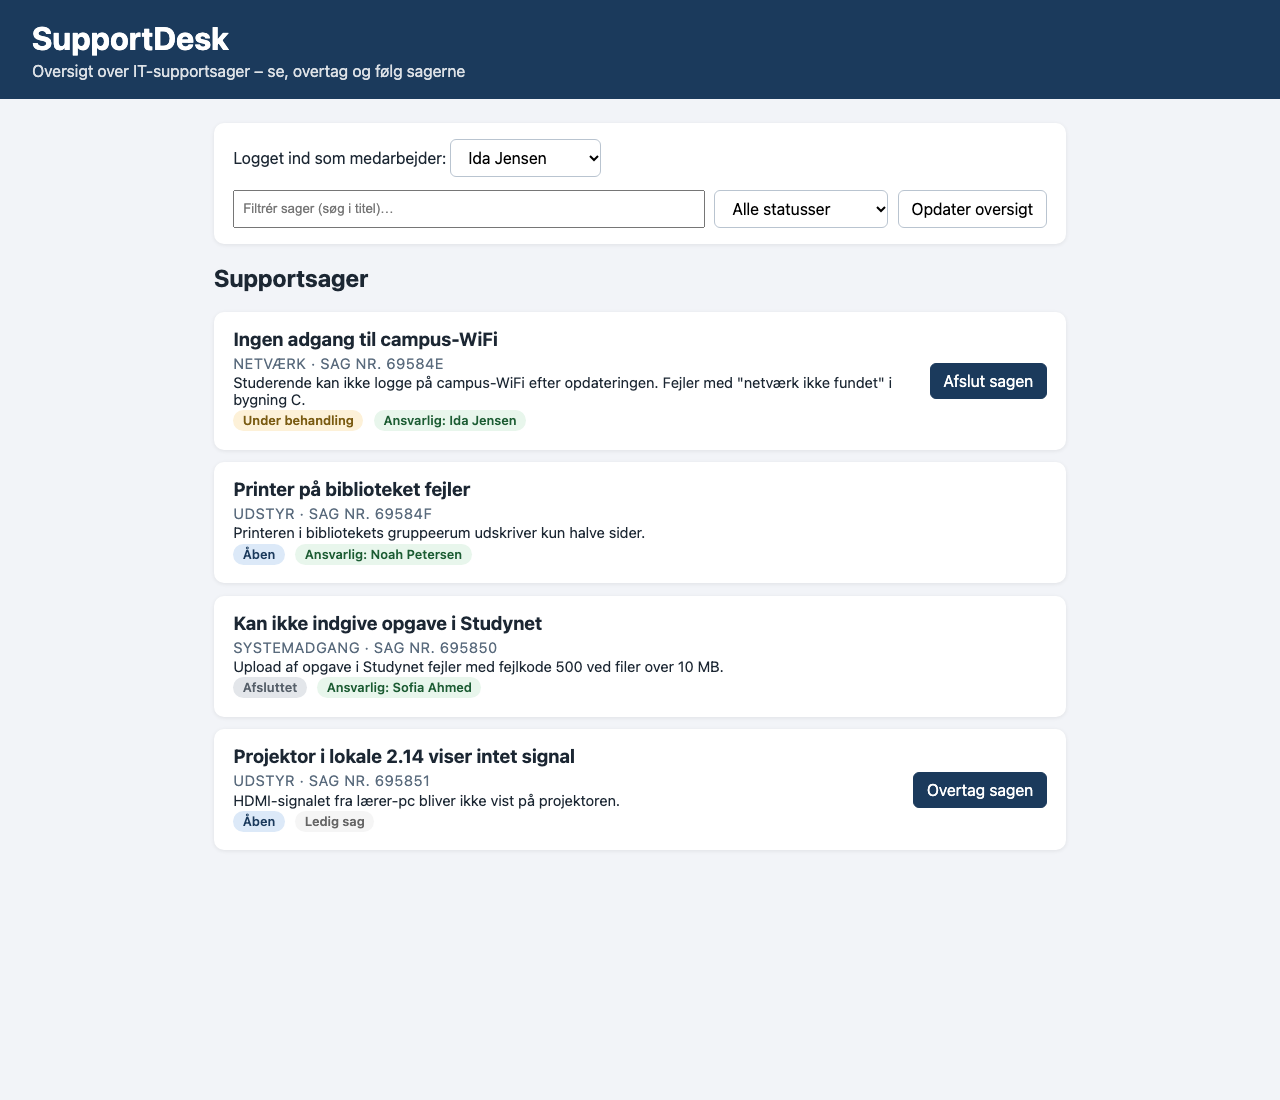 SupportDesk
Oversigt over IT-supportsager – se, overtag og følg sagerne
Logget ind som medarbejder: Ida Jensen
Filtrér sager (søg i titel)... Alle statusser Opdater oversigt
Supportsager
Ingen adgang til campus-WiFi
NETVÆRK · SAG NR. 69584E
Studerende kan ikke logge på campus-WiFi efter opdateringen. Fejler med "netværk ikke fundet" i
bygning C.
Under behandling Ansvarlig: Ida Jensen
Afslut sagen
Printer på biblioteket fejler
UDSTYR · SAG NR. 69584F
Printeren i bibliotekets gruppeerum udskriver kun halve sider.
Åben Ansvarlig: Noah Petersen
Kan ikke indgive opgave i Studynet
SYSTEMADGANG · SAG NR. 695850
Upload af opgave i Studynet fejler med fejlkode 500 ved filer over 10 MB.
Afsluttet Ansvarlig: Sofia Ahmed
Projektor i lokale 2.14 viser intet signal
UDSTYR · SAG NR. 695851
HDMI-signalet fra lærer-pc bliver ikke vist på projektoren.
Åben Ledig sag
Overtag sagen